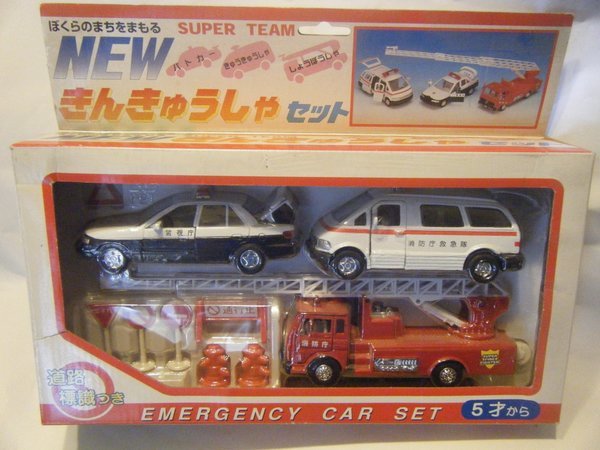 ぼくらのまちをまもる SUPER TEAM
NEW
パトカー
きゅうきゅうしゃ
しょうぼうしゃ
きんきゅうしゃ セット
警視庁
消防庁救急隊
通行止
消防庁
道路
標識つき
EMERGENCY CAR SET
5才から